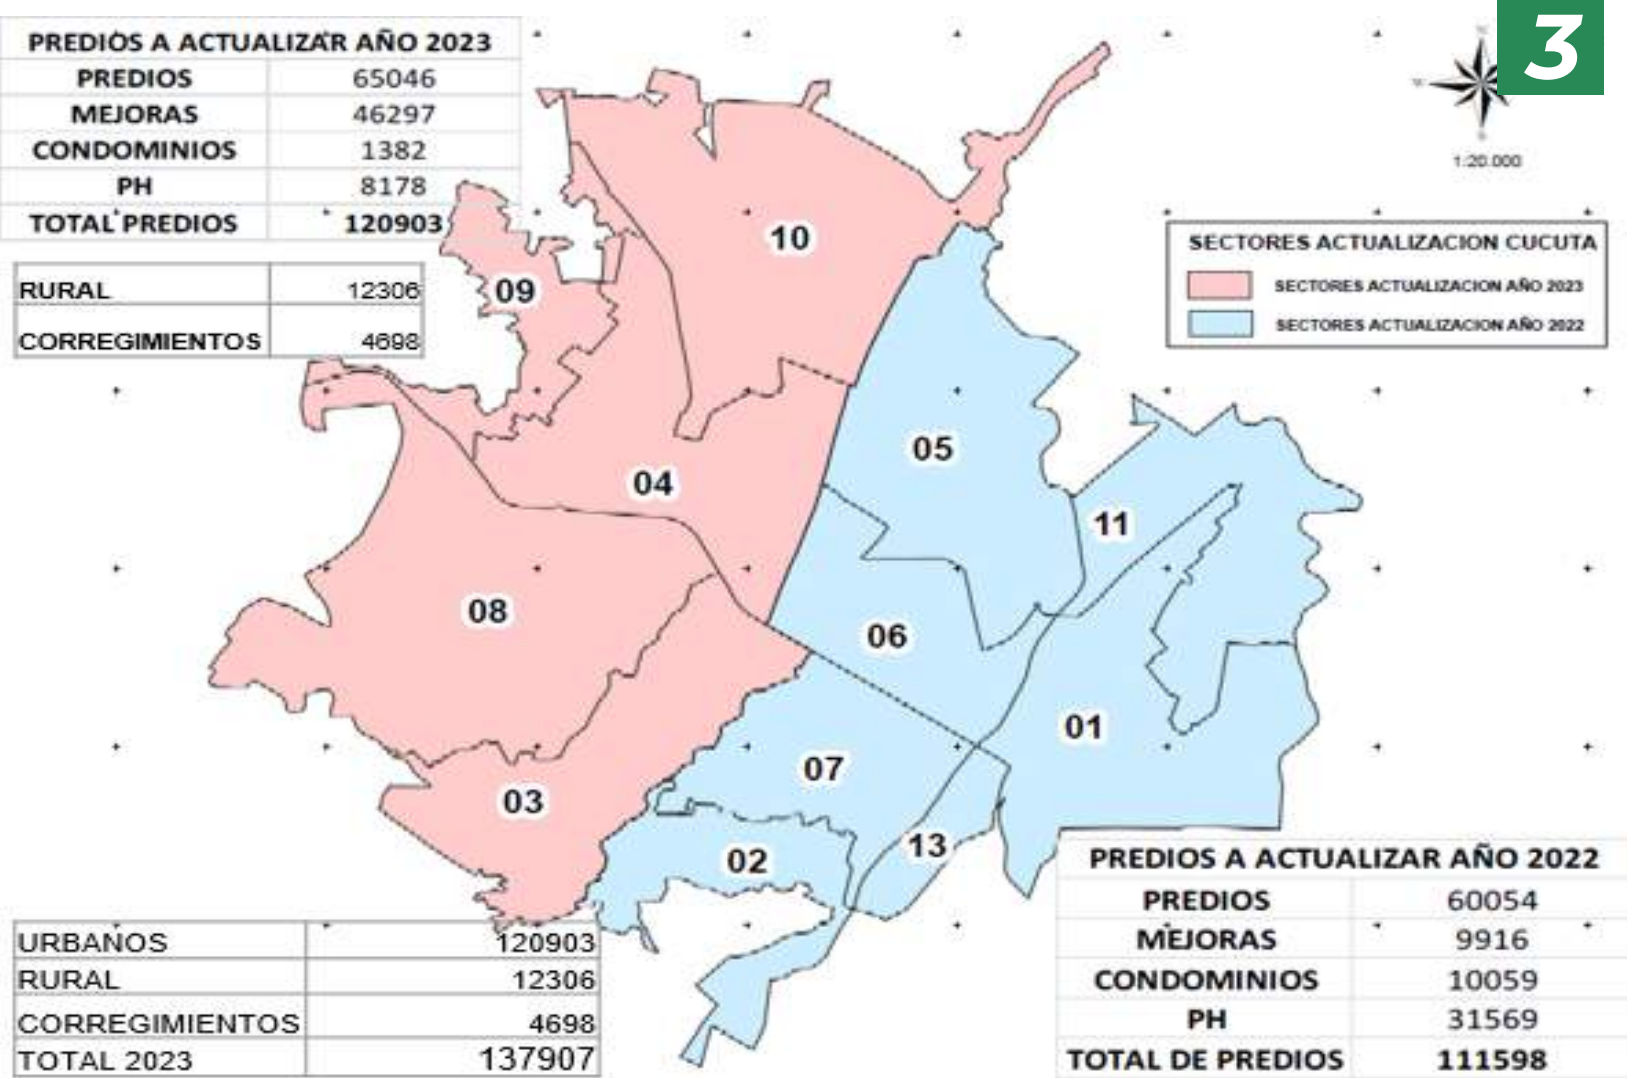 3
PREDIOS A ACTUALIZAR AÑO 2023
PREDIOS 65046
MEJORAS 46297
CONDOMINIOS 1382
PH 8178
TOTAL PREDIOS 120903
RURAL 12306
CORREGIMIENTOS 4698
1:20.000
SECTORES ACTUALIZACION CUCUTA
SECTORES ACTUALIZACION AÑO 2023
SECTORES ACTUALIZACION AÑO 2022
10
09
05
04
11
08
06
01
07
03
13
02
URBANOS 120903
RURAL 12306
CORREGIMIENTOS 4698
TOTAL 2023 137907
PREDIOS A ACTUALIZAR AÑO 2022
PREDIOS 60054
MEJORAS 9916
CONDOMINIOS 10059
PH 31569
TOTAL DE PREDIOS 111598